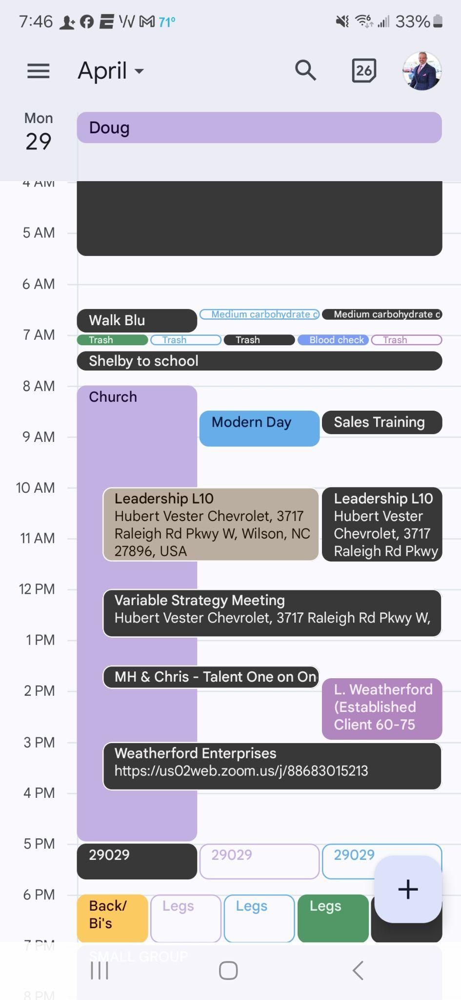 7:46 71° 33%
April 26
Mon
29
Doug
4 AM
5 AM
6 AM
Walk Blu
Medium carbohydrate c
Medium carbohydrate c
7 AM
Trash
Trash
Trash
Blood check
Trash
Shelby to school
8 AM
Church
Modern Day
Sales Training
9 AM
10 AM
Leadership L10
Hubert Vester Chevrolet, 3717
Raleigh Rd Pkwy W, Wilson, NC
27896, USA
Leadership L10
Hubert Vester
Chevrolet, 3717
Raleigh Rd Pkwy
11 AM
12 PM
Variable Strategy Meeting
Hubert Vester Chevrolet, 3717 Raleigh Rd Pkwy W,
1 PM
MH & Chris - Talent One on On
2 PM
L. Weatherford
(Established
Client 60-75
3 PM
Weatherford Enterprises
https://us02web.zoom.us/j/88683015213
4 PM
5 PM
29029
29029
29029
6 PM
Back/
Bi's
Legs
Legs
Legs
7 PM
SMALL GROUP
8 PM